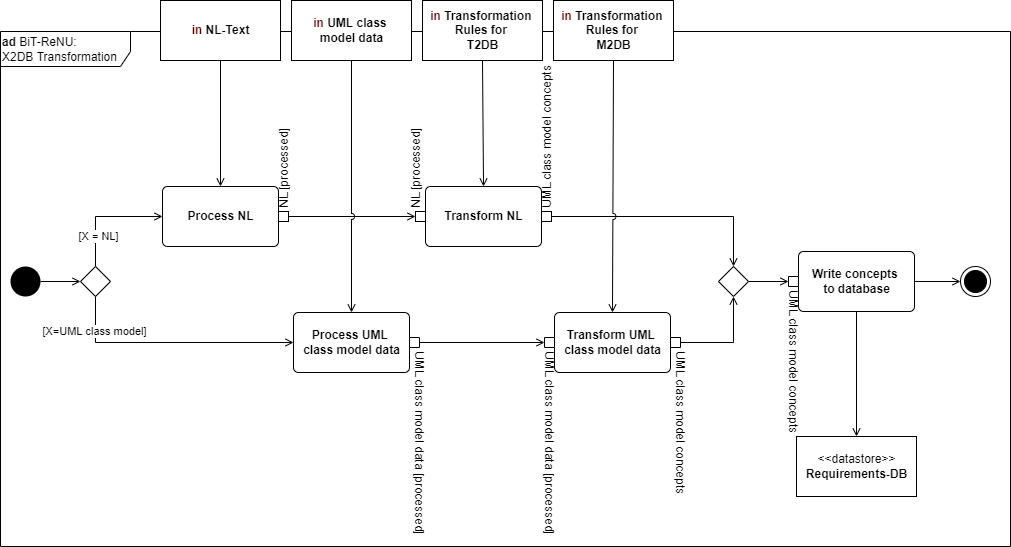 in NL-Text
in UML class
model data
in Transformation
Rules for
T2DB
in Transformation
Rules for
M2DB
ad BiT-ReNU:
X2DB Transformation
NL [processed]
NL [processed]
UML class model concepts
Process NL
Transform NL
[X = NL]
Write concepts
to database
[X=UML class model]
Process UML
class model data
Transform UML
class model data
UML class model data [processed]
UML class model data [processed]
UML class model concepts
UML class model concepts
<<datastore>>
Requirements-DB